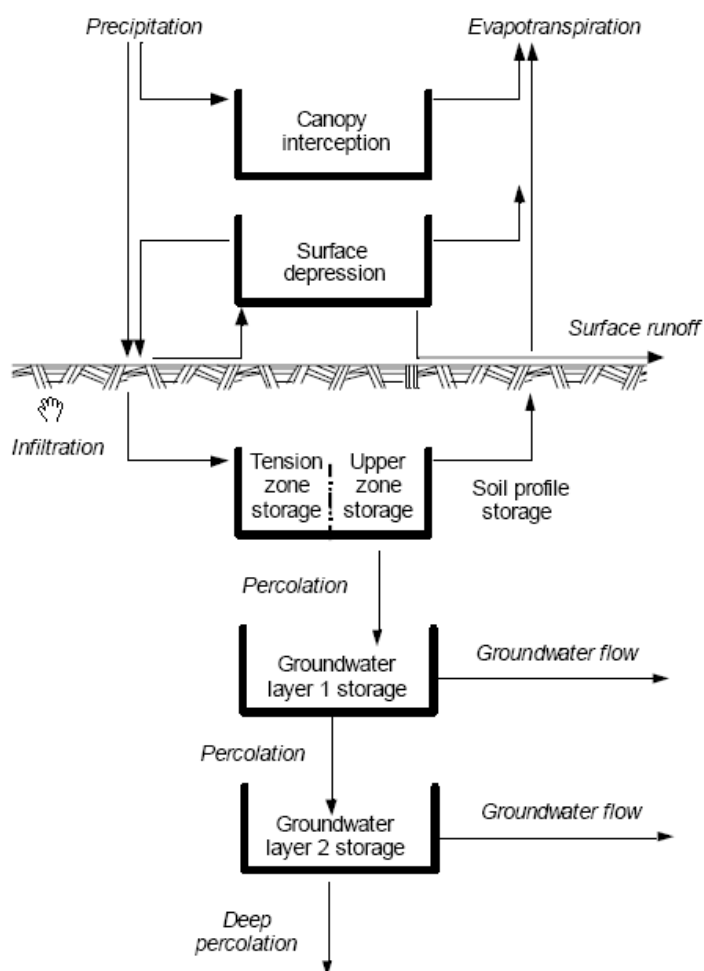 Precipitation
Evapotranspiration
Canopy
interception
Surface
depression
Surface runoff
Infiltration
Tension
zone
storage
Upper
zone
storage
Soil profile
storage
Percolation
Groundwater
layer 1 storage
Groundwater flow
Percolation
Groundwater
layer 2 storage
Groundwater flow
Deep
percolation